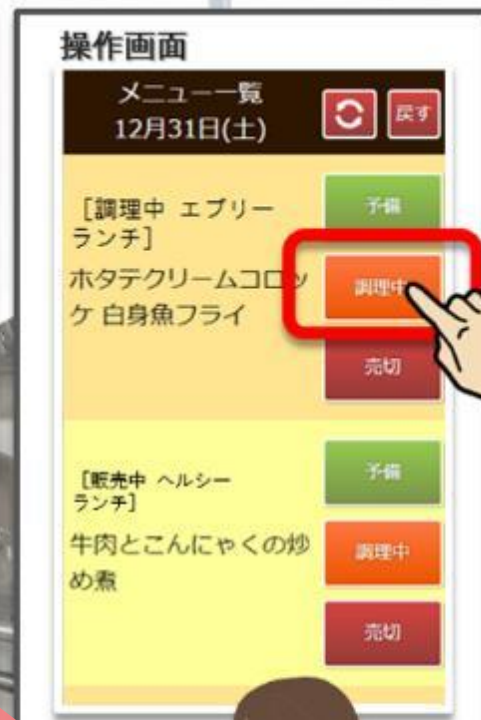 操作画面
メニュー一覧
12月31日(土)
戻す
[調理中 エブリー
ランチ]
ホタテクリームコロッ
ケ 白身魚フライ
予備
調理中
売切
[販売中 ヘルシー
ランチ]
牛肉とこんにゃくの炒
め煮
予備
調理中
売切